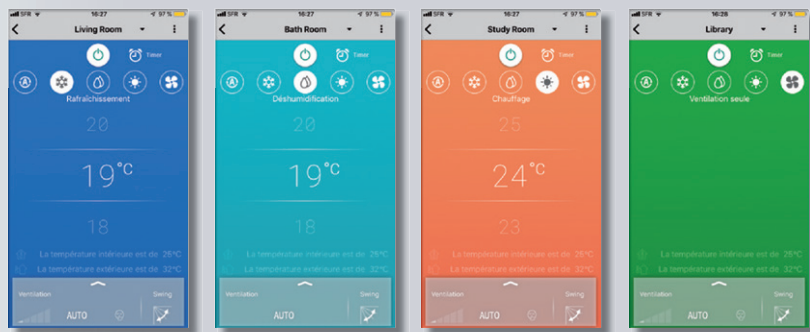 SFR 16:27 97 %
Living Room
Timer
A
Rafraîchissement
20
19°C
18
La température intérieure est de 25°C
La température extérieure est de 32°C
Ventilation Swing
AUTO
SFR 16:27 97 %
Bath Room
Timer
A
Déshumidification
20
19°C
18
La température intérieure est de 25°C
La température extérieure est de 32°C
Ventilation Swing
AUTO
SFR 16:27 97 %
Study Room
Timer
A
Chauffage
25
24°C
23
La température intérieure est de 25°C
La température extérieure est de 32°C
Ventilation Swing
AUTO
SFR 16:28 97 %
Library
Timer
A
Ventilation seule
La température intérieure est de 25°C
La température extérieure est de 32°C
Ventilation Swing
AUTO